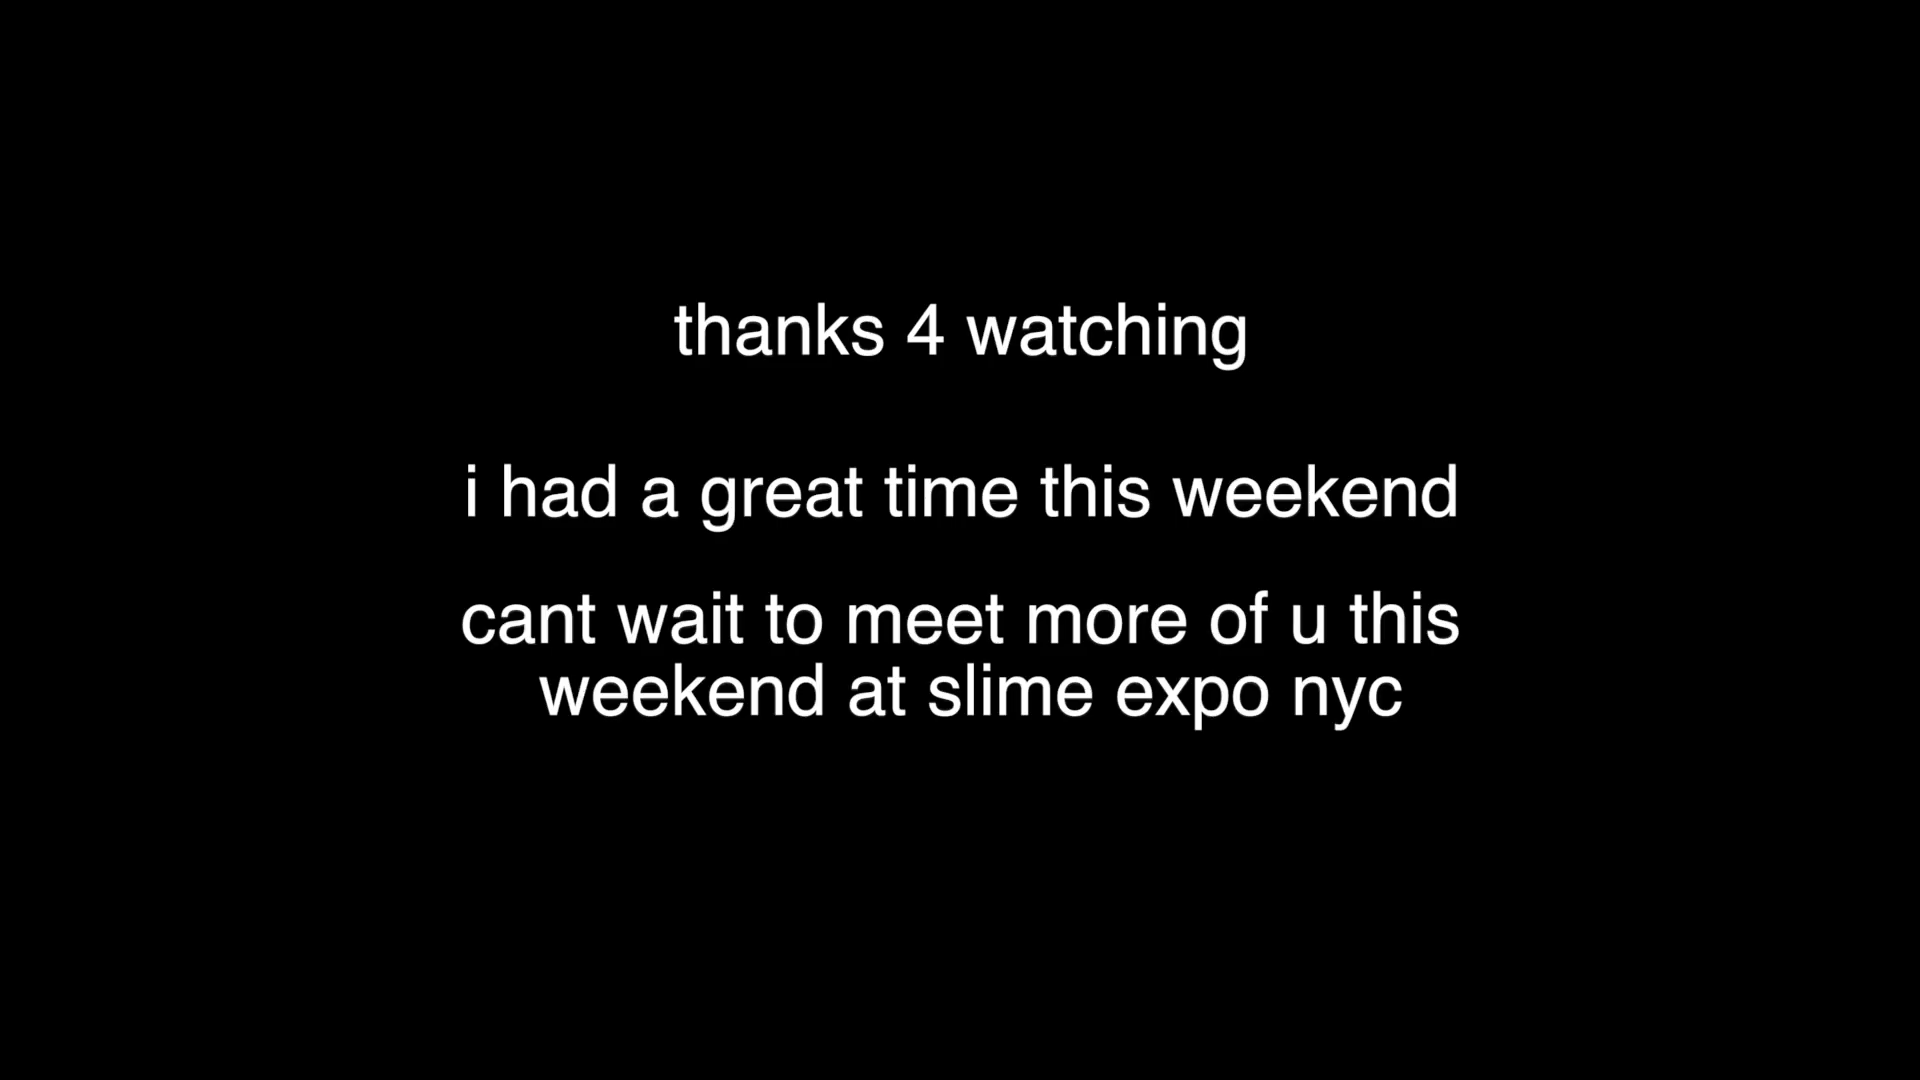 thanks 4 watching
i had a great time this weekend
cant wait to meet more of u this
weekend at slime expo nyc